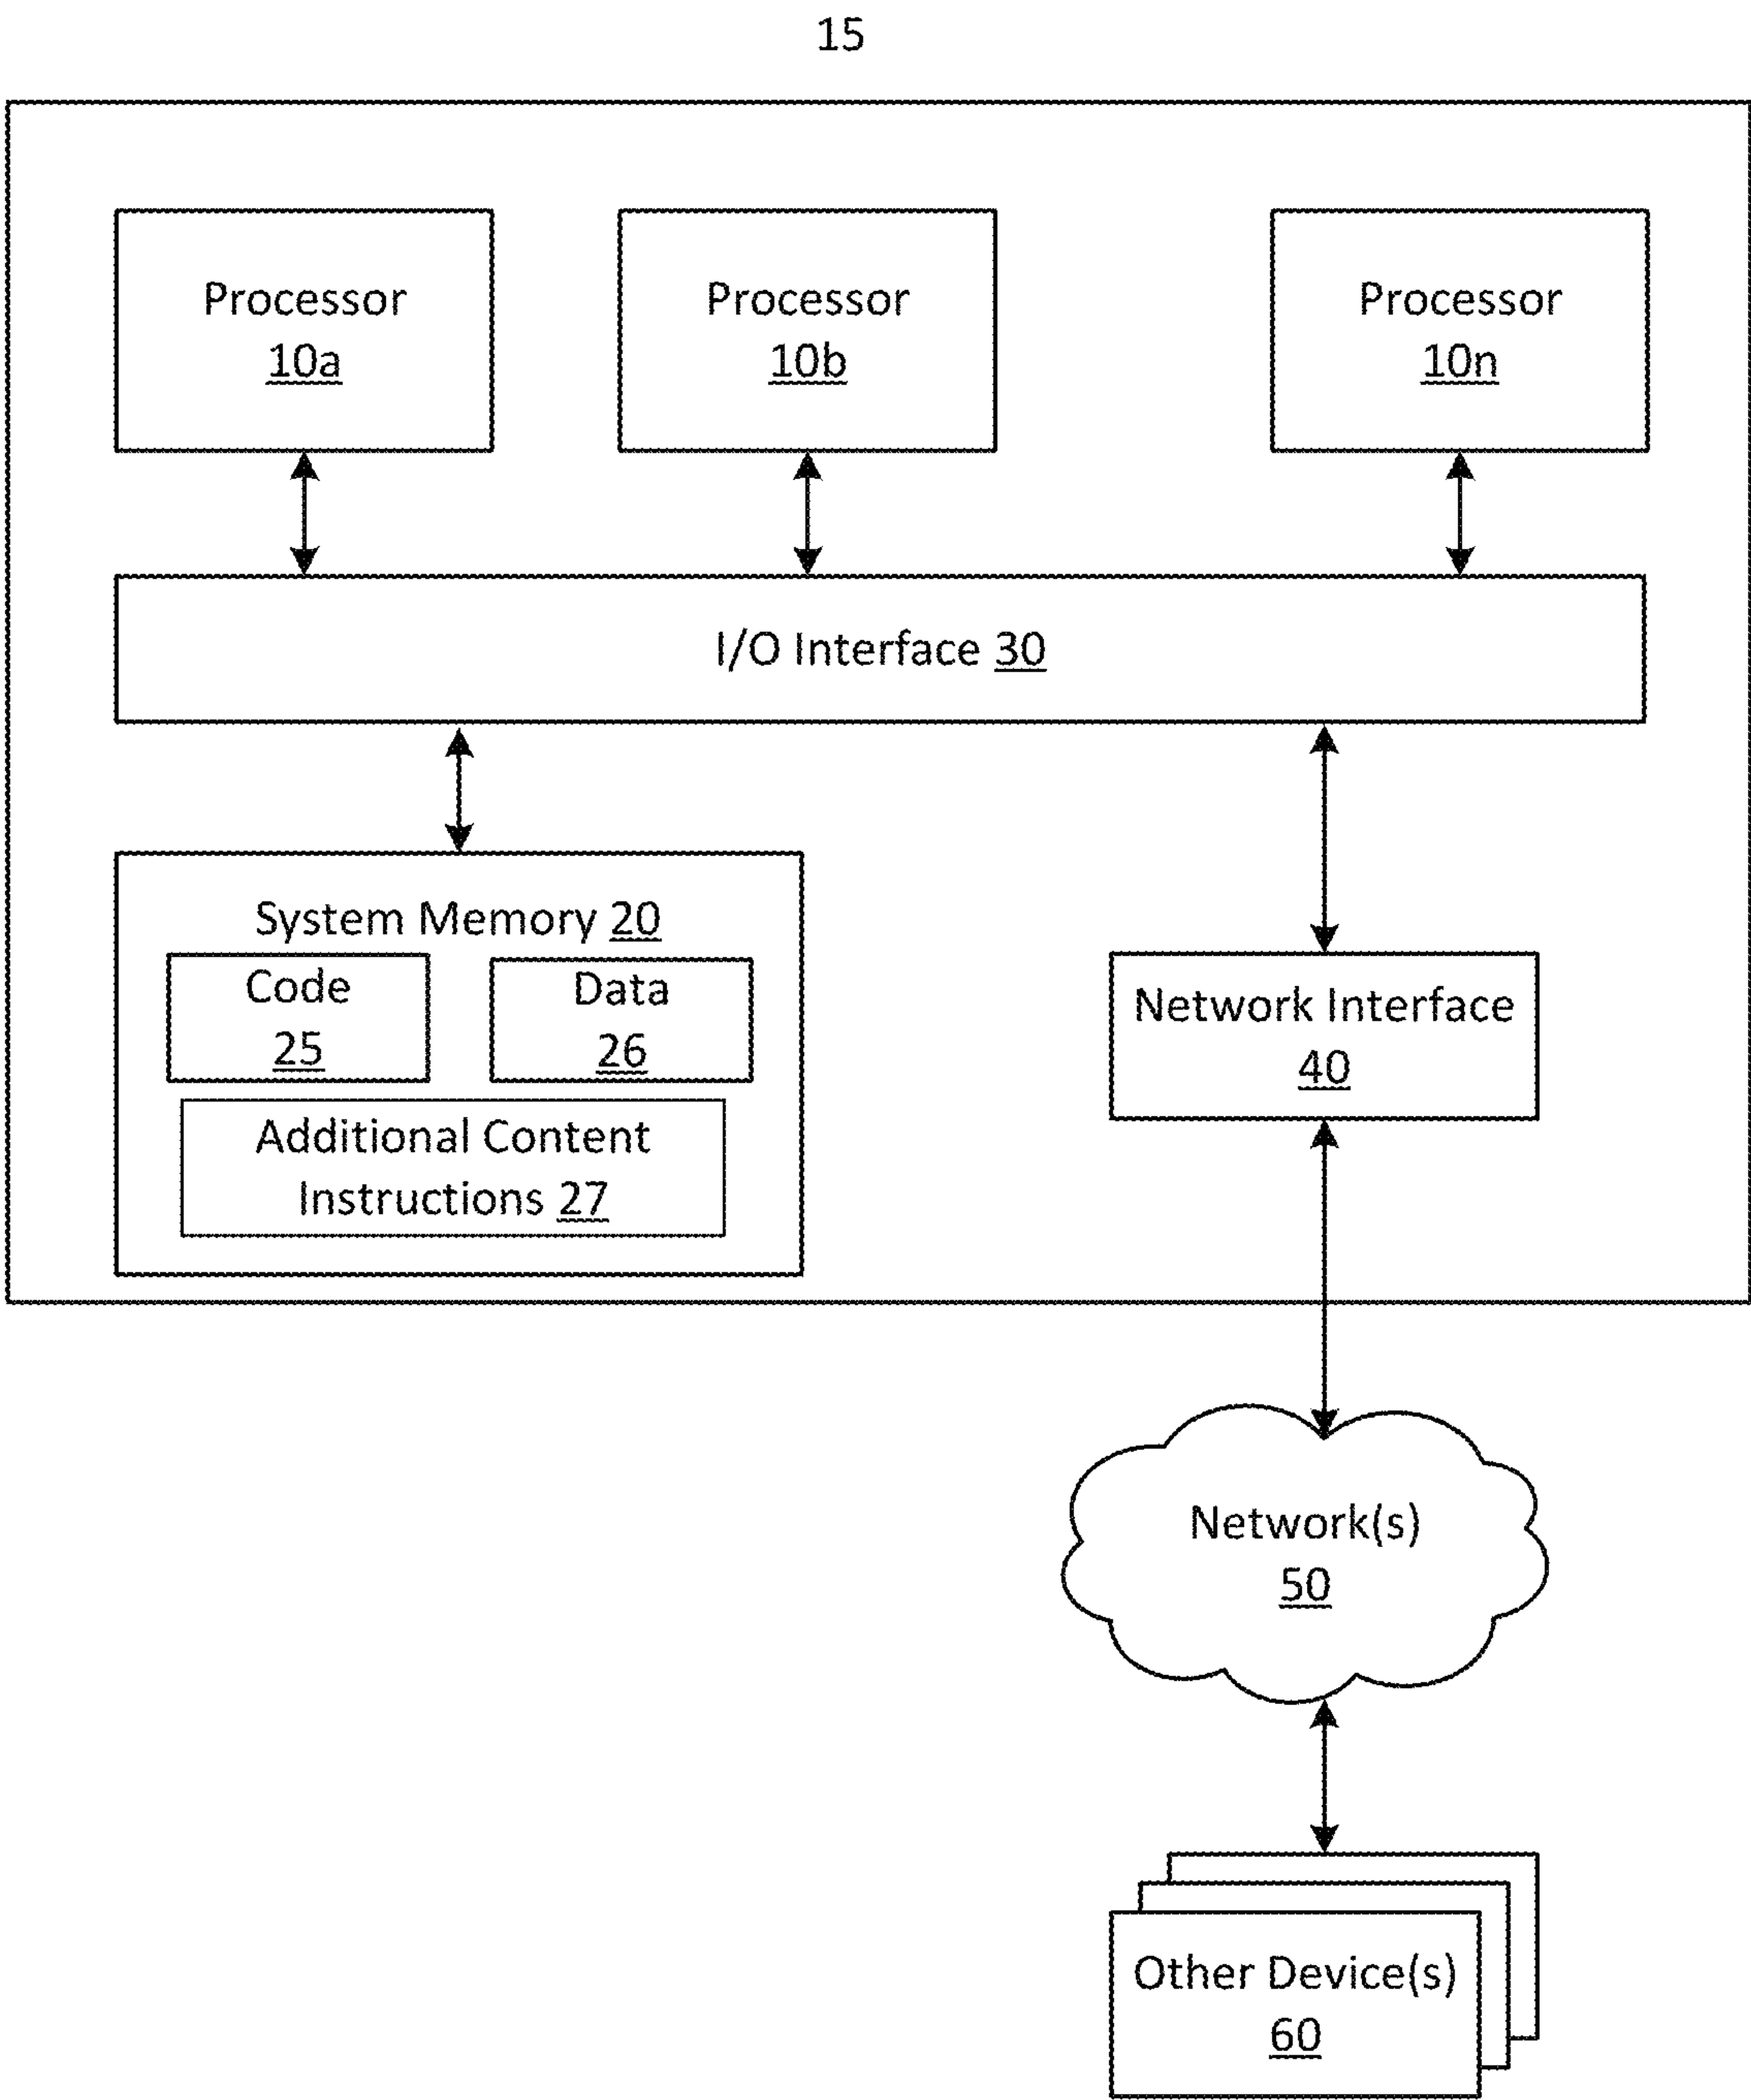 15
Processor
10a
Processor
10b
Processor
10n
I/O Interface 30
System Memory 20
Code
25
Data
26
Additional Content
Instructions 27
Network Interface
40
Network(s)
50
Other Device(s)
60